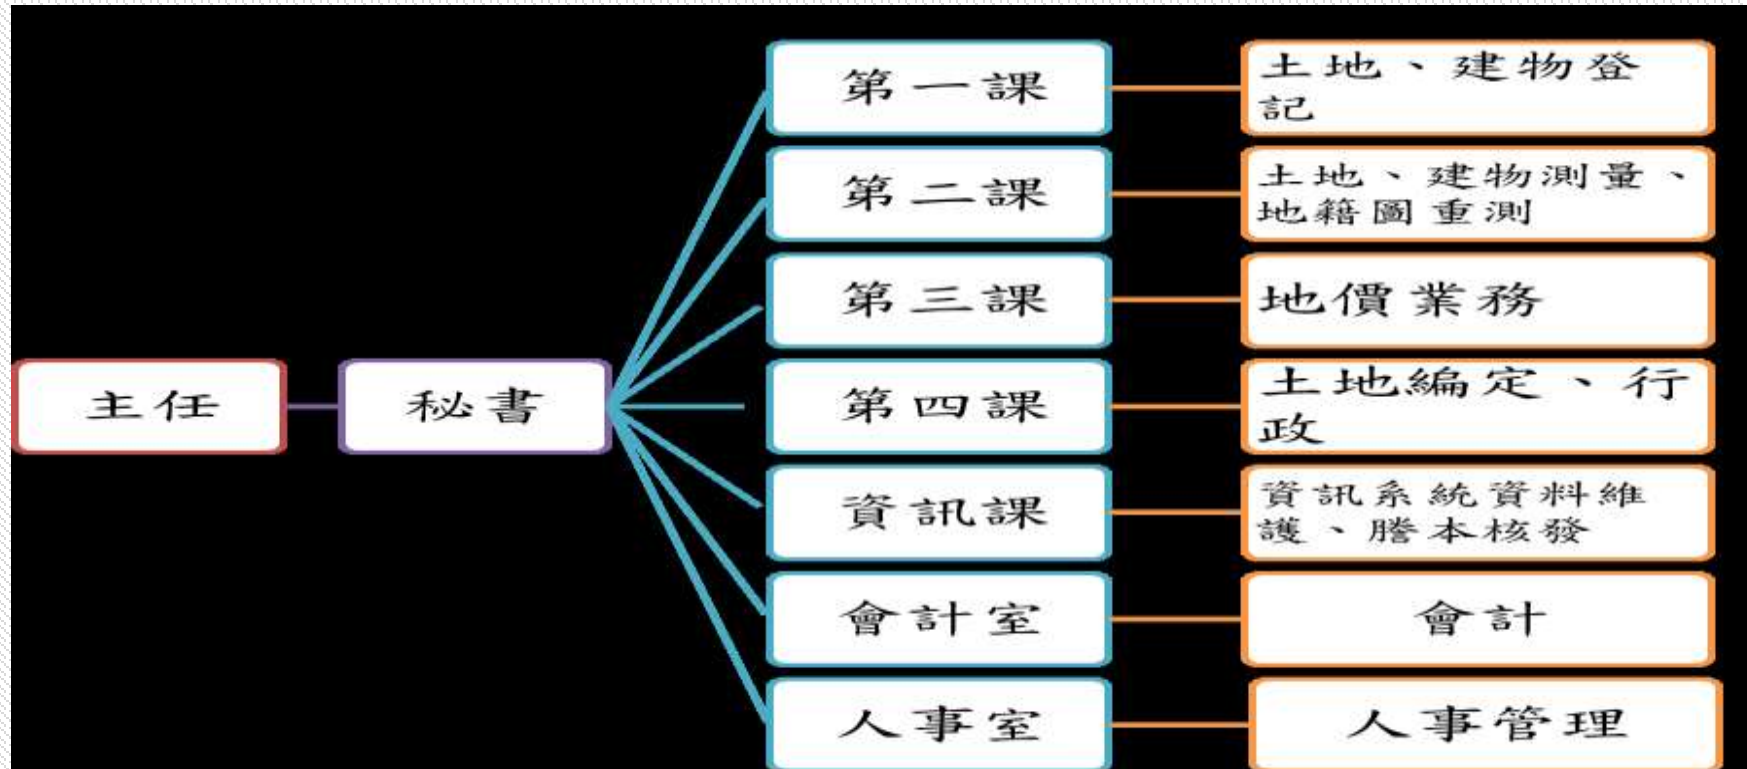 主任
秘書
第一課
土地、建物登
記
第二課
土地、建物測量、
地籍圖重測
第三課
地價業務
第四課
土地編定、行
政
資訊課
資訊系統資料維
護、謄本核發
會計室
會計
人事室
人事管理